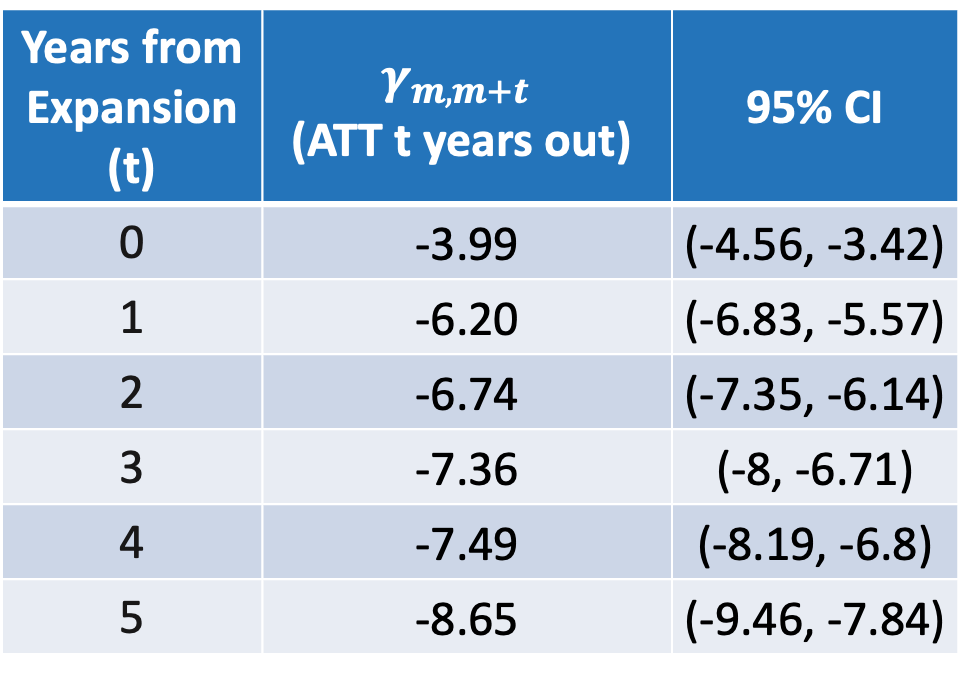 Years from
Expansion
(t)
γm,m+t
(ATT t years out)
95% CI
0 -3.99 (-4.56, -3.42)
1 -6.20 (-6.83, -5.57)
2 -6.74 (-7.35, -6.14)
3 -7.36 (-8, -6.71)
4 -7.49 (-8.19, -6.8)
5 -8.65 (-9.46, -7.84)